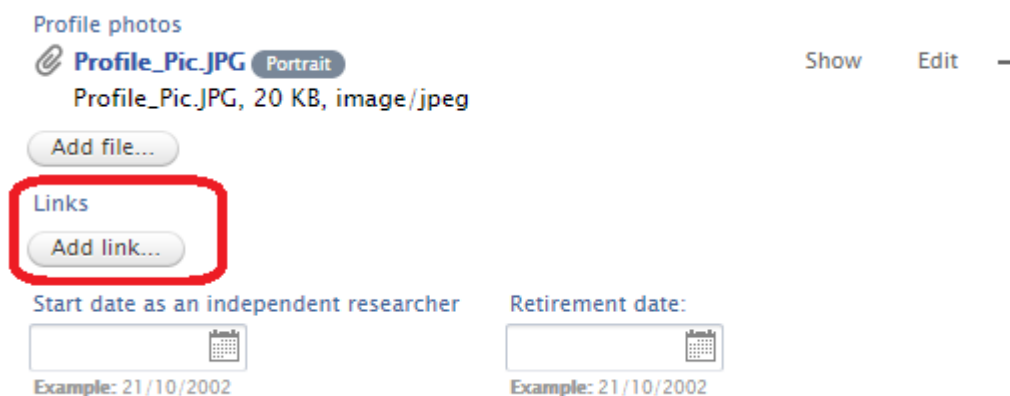 Profile photos
Profile_Pic.JPG Portrait Show Edit
Profile_Pic.JPG, 20 KB, image/jpeg
Add file...
Links
Add link...
Start date as an independent researcher Retirement date:
Example: 21/10/2002 Example: 21/10/2002